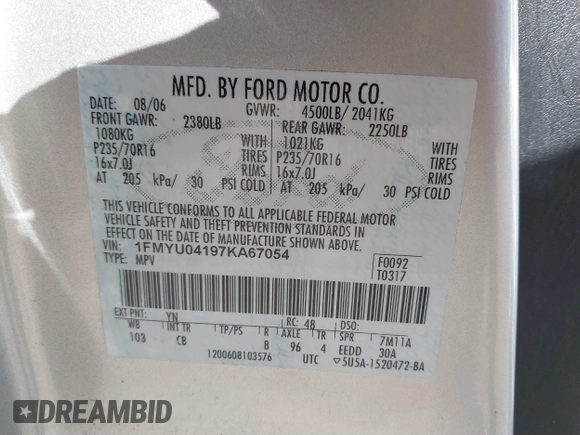 MFD. BY FORD MOTOR CO.
DATE: 08/06 GVWR: 4500LB/ 2041KG
FRONT GAWR: 2380LB REAR GAWR: 2250LB
1080KG WITH 1021KG WITH
P235/70R16 TIRES P235/70R16 TIRES
16x7.0J RIMS 16x7.0J RIMS
AT 205 kPa/ 30 PSI COLD AT 205 kPa/ 30 PSI COLD
THIS VEHICLE CONFORMS TO ALL APPLICABLE FEDERAL MOTOR
VEHICLE SAFETY AND THEFT PREVENTION STANDARDS IN
EFFECT ON THE DATE OF MANUFACTURE SHOWN ABOVE.
VIN: 1FMYU04197KA67054
TYPE: MPV
F0092
T0317
EXT PNT: YN RC: 48 DSO:
WB INT TR TP/PS R AXLE TR SPR 7M11A
103 CB 8 96 4 EEDD 30A
1200608103576 UTC ▽5U5A-1520472-BA
Ford
DREAMBID